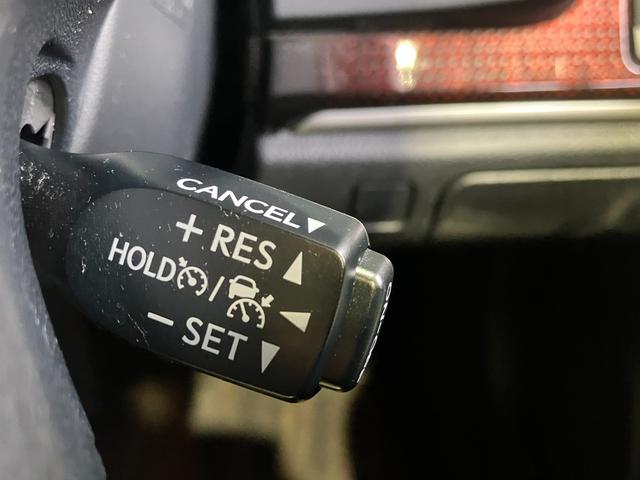 CANCEL ▼
+ RES ▲
HOLD /
− SET ▼